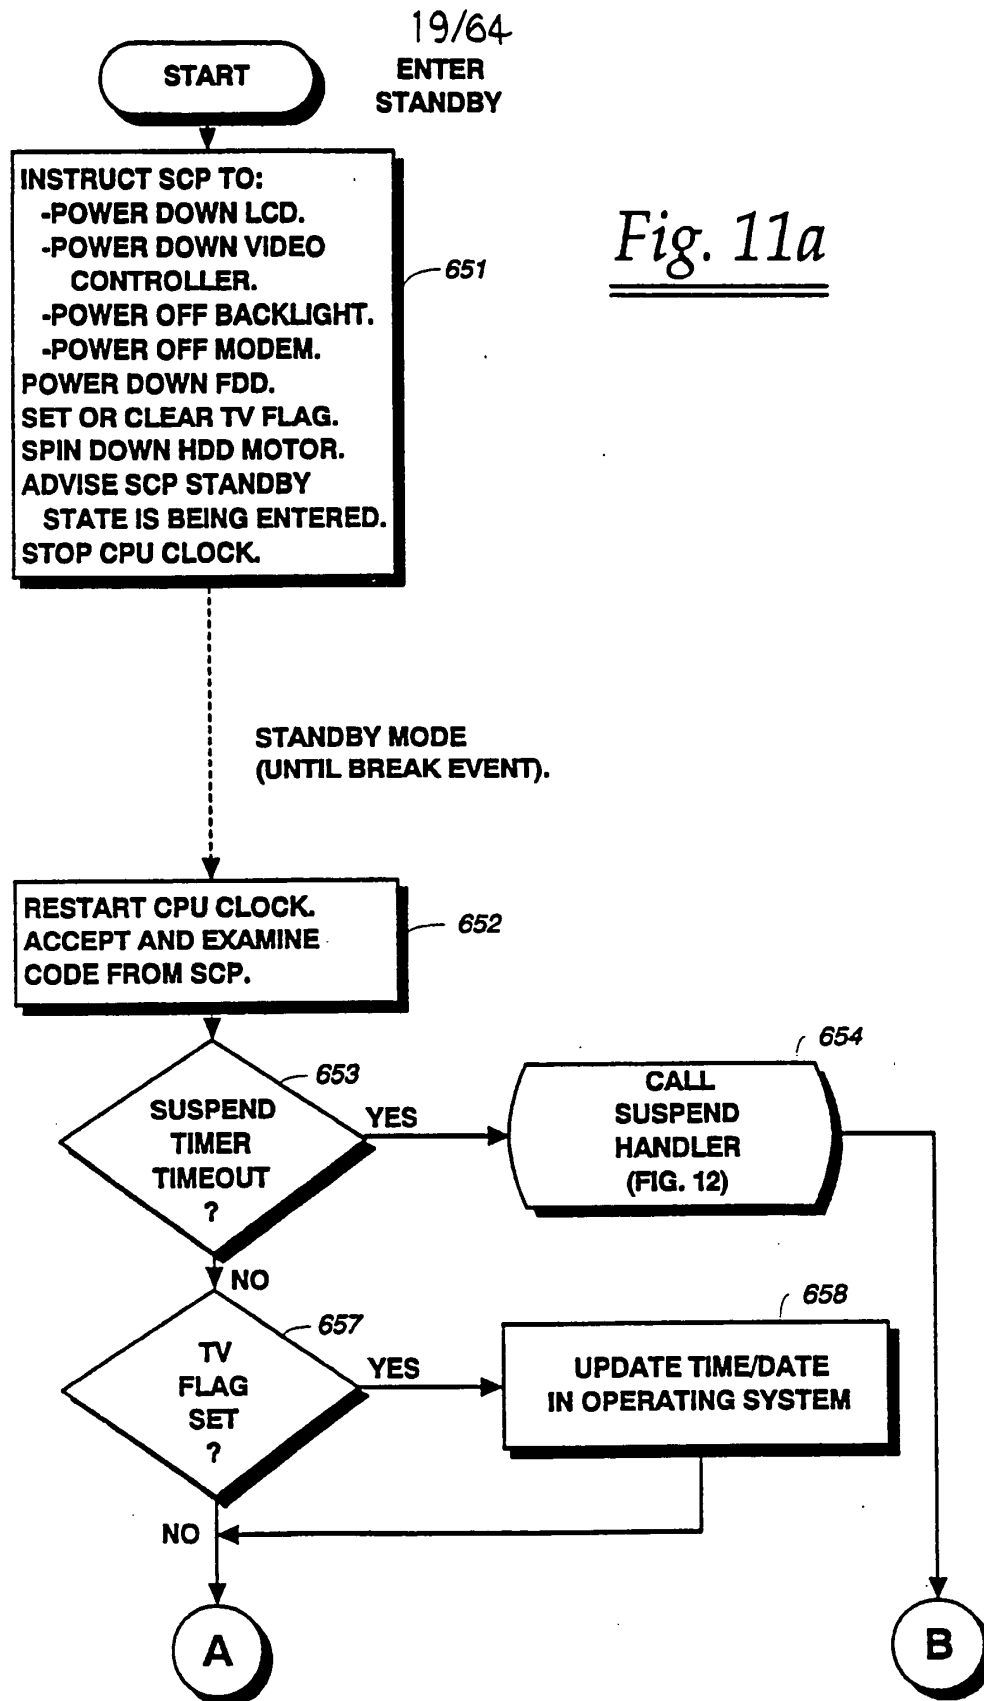 19/64
START
ENTER
STANDBY
INSTRUCT SCP TO:
-POWER DOWN LCD.
-POWER DOWN VIDEO
CONTROLLER.
-POWER OFF BACKLIGHT.
-POWER OFF MODEM.
POWER DOWN FDD.
SET OR CLEAR TV FLAG.
SPIN DOWN HDD MOTOR.
ADVISE SCP STANDBY
STATE IS BEING ENTERED.
STOP CPU CLOCK.
651
Fig. 11a
STANDBY MODE
(UNTIL BREAK EVENT).
RESTART CPU CLOCK.
ACCEPT AND EXAMINE
CODE FROM SCP.
652
653
SUSPEND
TIMER
TIMEOUT
?
YES
654
CALL
SUSPEND
HANDLER
(FIG. 12)
NO
657
TV
FLAG
SET
?
YES
658
UPDATE TIME/DATE
IN OPERATING SYSTEM
NO
A
B